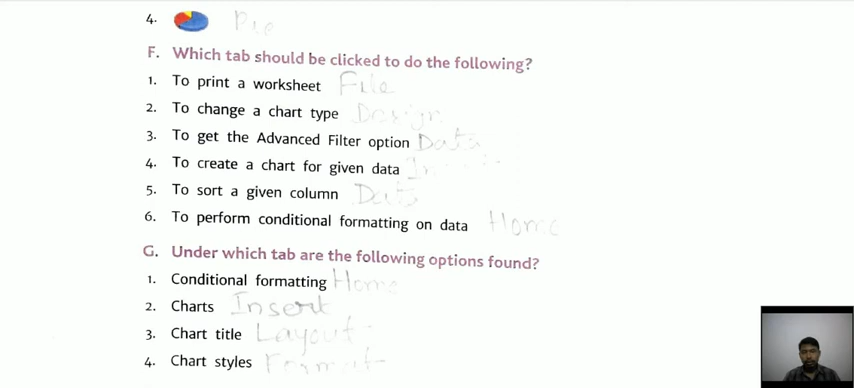 4. Pie
F. Which tab should be clicked to do the following?
1. To print a worksheet File
2. To change a chart type Design
3. To get the Advanced Filter option Data
4. To create a chart for given data
5. To sort a given column Data
6. To perform conditional formatting on data Home
G. Under which tab are the following options found?
1. Conditional formatting Home
2. Charts Insert
3. Chart title Layout
4. Chart styles Format